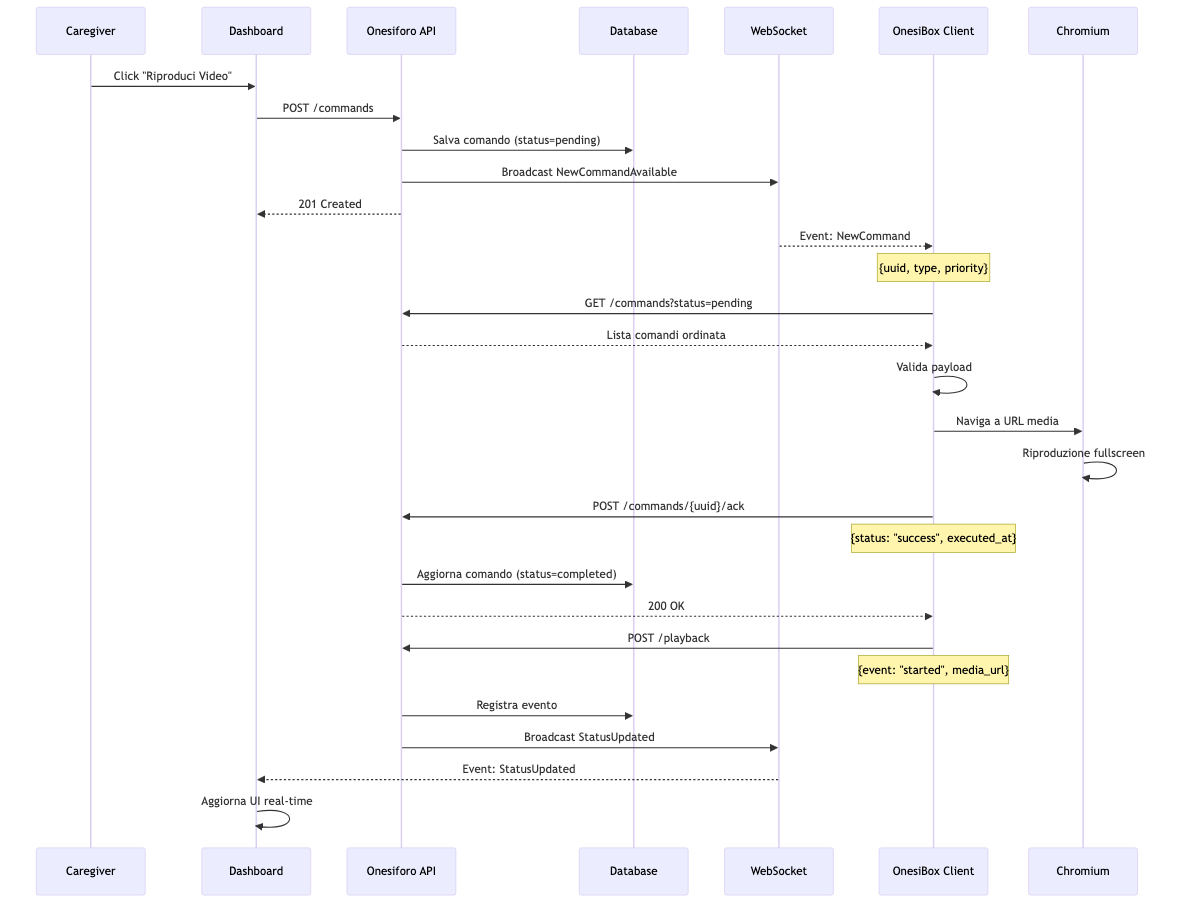 Caregiver
Dashboard
Onesiforo API
Database
WebSocket
OnesiBox Client
Chromium
Click "Riproduci Video"
POST /commands
Salva comando (status=pending)
Broadcast NewCommandAvailable
201 Created
Event: NewCommand
{uuid, type, priority}
GET /commands?status=pending
Lista comandi ordinata
Valida payload
Naviga a URL media
Riproduzione fullscreen
POST /commands/{uuid}/ack
{status: "success", executed_at}
Aggiorna comando (status=completed)
200 OK
POST /playback
{event: "started", media_url}
Registra evento
Broadcast StatusUpdated
Event: StatusUpdated
Aggiorna UI real-time
Caregiver
Dashboard
Onesiforo API
Database
WebSocket
OnesiBox Client
Chromium